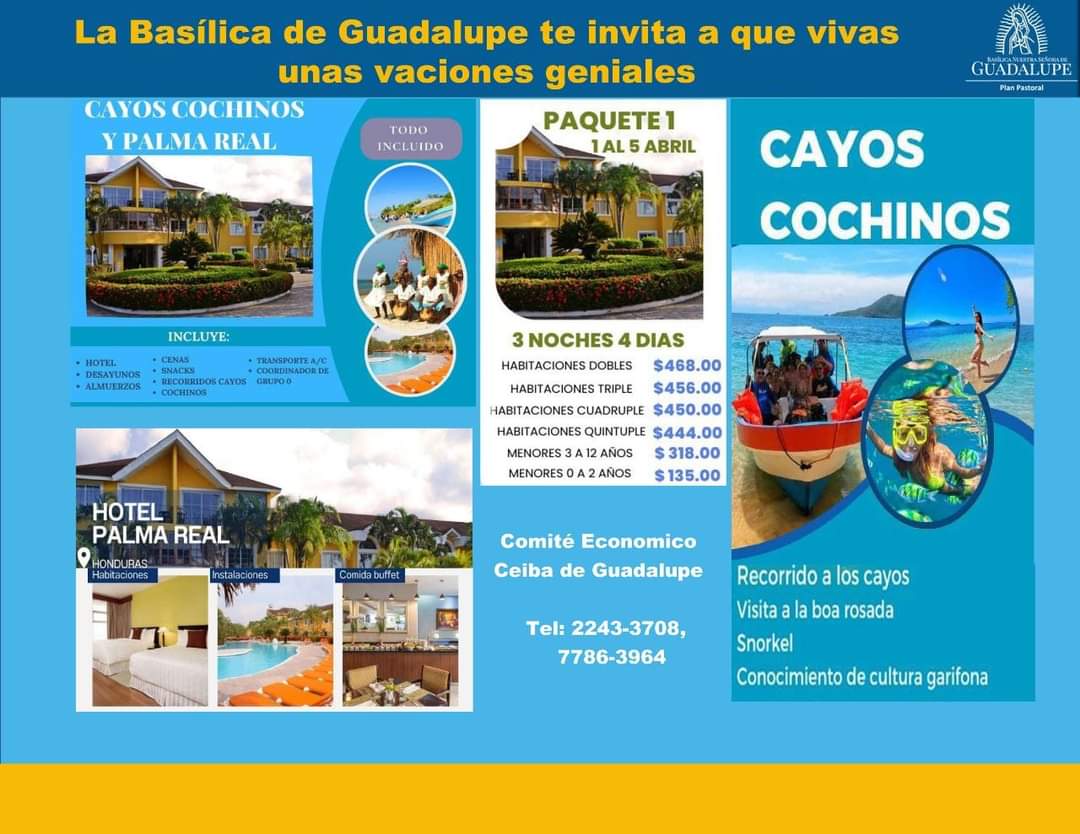 La Basílica de Guadalupe te invita a que vivas
unas vaciones geniales
BASÍLICA NUESTRA SEÑORA DE
GUADALUPE
Plan Pastoral
CAYOS COCHINOS
Y PALMA REAL
TODO
INCLUIDO
INCLUYE:
• HOTEL
• DESAYUNOS
• ALMUERZOS
• CENAS
• SNACKS
• RECORRIDOS CAYOS
• COCHINOS
• TRANSPORTE A/C
• COORDINADOR DE
GRUPO 0
HOTEL
PALMA REAL
HONDURAS
Habitaciones
Instalaciones
Comida buffet
PAQUETE 1
1 AL 5 ABRIL
3 NOCHES 4 DIAS
HABITACIONES DOBLES $468.00
HABITACIONES TRIPLE $456.00
HABITACIONES CUADRUPLE $450.00
HABITACIONES QUINTUPLE $444.00
MENORES 3 A 12 AÑOS $ 318.00
MENORES 0 A 2 AÑOS $ 135.00
Comité Economico
Ceiba de Guadalupe
Tel: 2243-3708,
7786-3964
CAYOS
COCHINOS
Recorrido a los cayos
Visita a la boa rosada
Snorkel
Conocimiento de cultura garifona